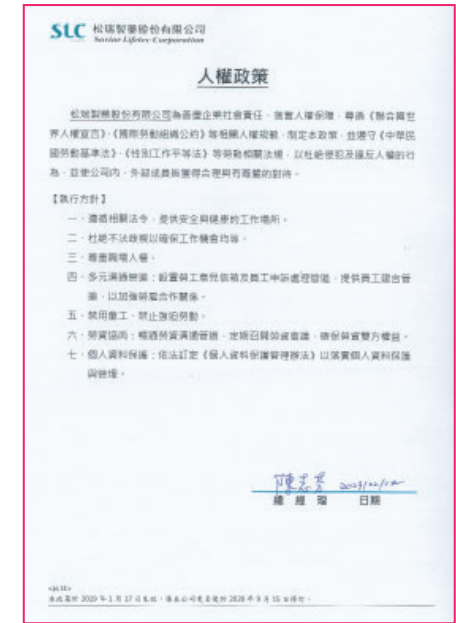 SLC 松瑞製藥股份有限公司
Savior Lifetec Corporation
人權政策
松瑞製藥股份有限公司為善盡企業社會責任、落實人權保障,尊循《聯合國世
界人權宣言》、《國際勞動組織公約》等相關人權規範,制定本政策,並遵守《中華民
國勞動基準法》、《性別工作平等法》等勞動相關法規,以杜絕侵犯及違反人權的行
為,並使公司內、外部成員皆獲得合理與有尊嚴的對待。
【執行方針】
一、遵循相關法令,提供安全與健康的工作場所。
二、杜絕不法歧視以確保工作機會均等。
三、尊重職場人權。
四、多元溝通管道:設置勞工意見信箱及員工申訴處理管道,提供員工建言管
道,以加強勞雇合作關係。
五、禁用童工、禁止強迫勞動。
六、勞資協商:暢通勞資溝通管道,定期召開勞資會議,確保勞資雙方權益。
七、個人資料保護:依法訂定《個人資料保護管理辦法》以落實個人資料保護
與管理。
總 經 理 日期